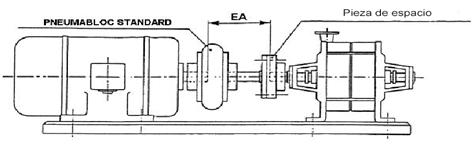 EA
Pieza de espacio
PNEUMABLOC STANDARD